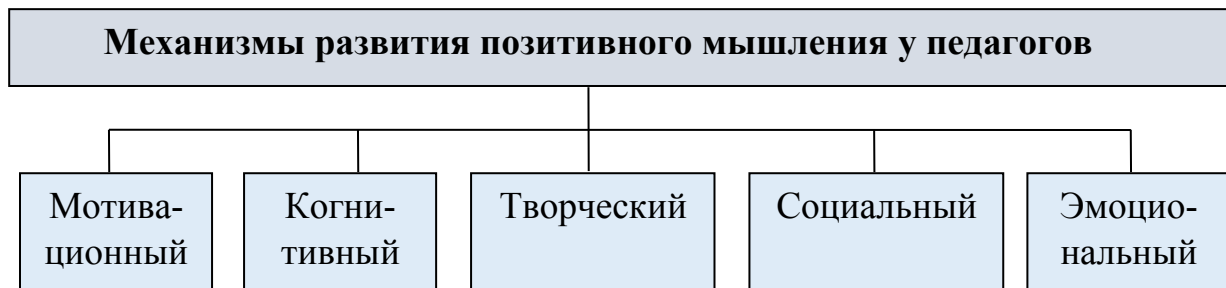 Механизмы развития позитивного мышления у педагогов
Мотива-
ционный
Когни-
тивный
Творческий
Социальный
Эмоцио-
нальный